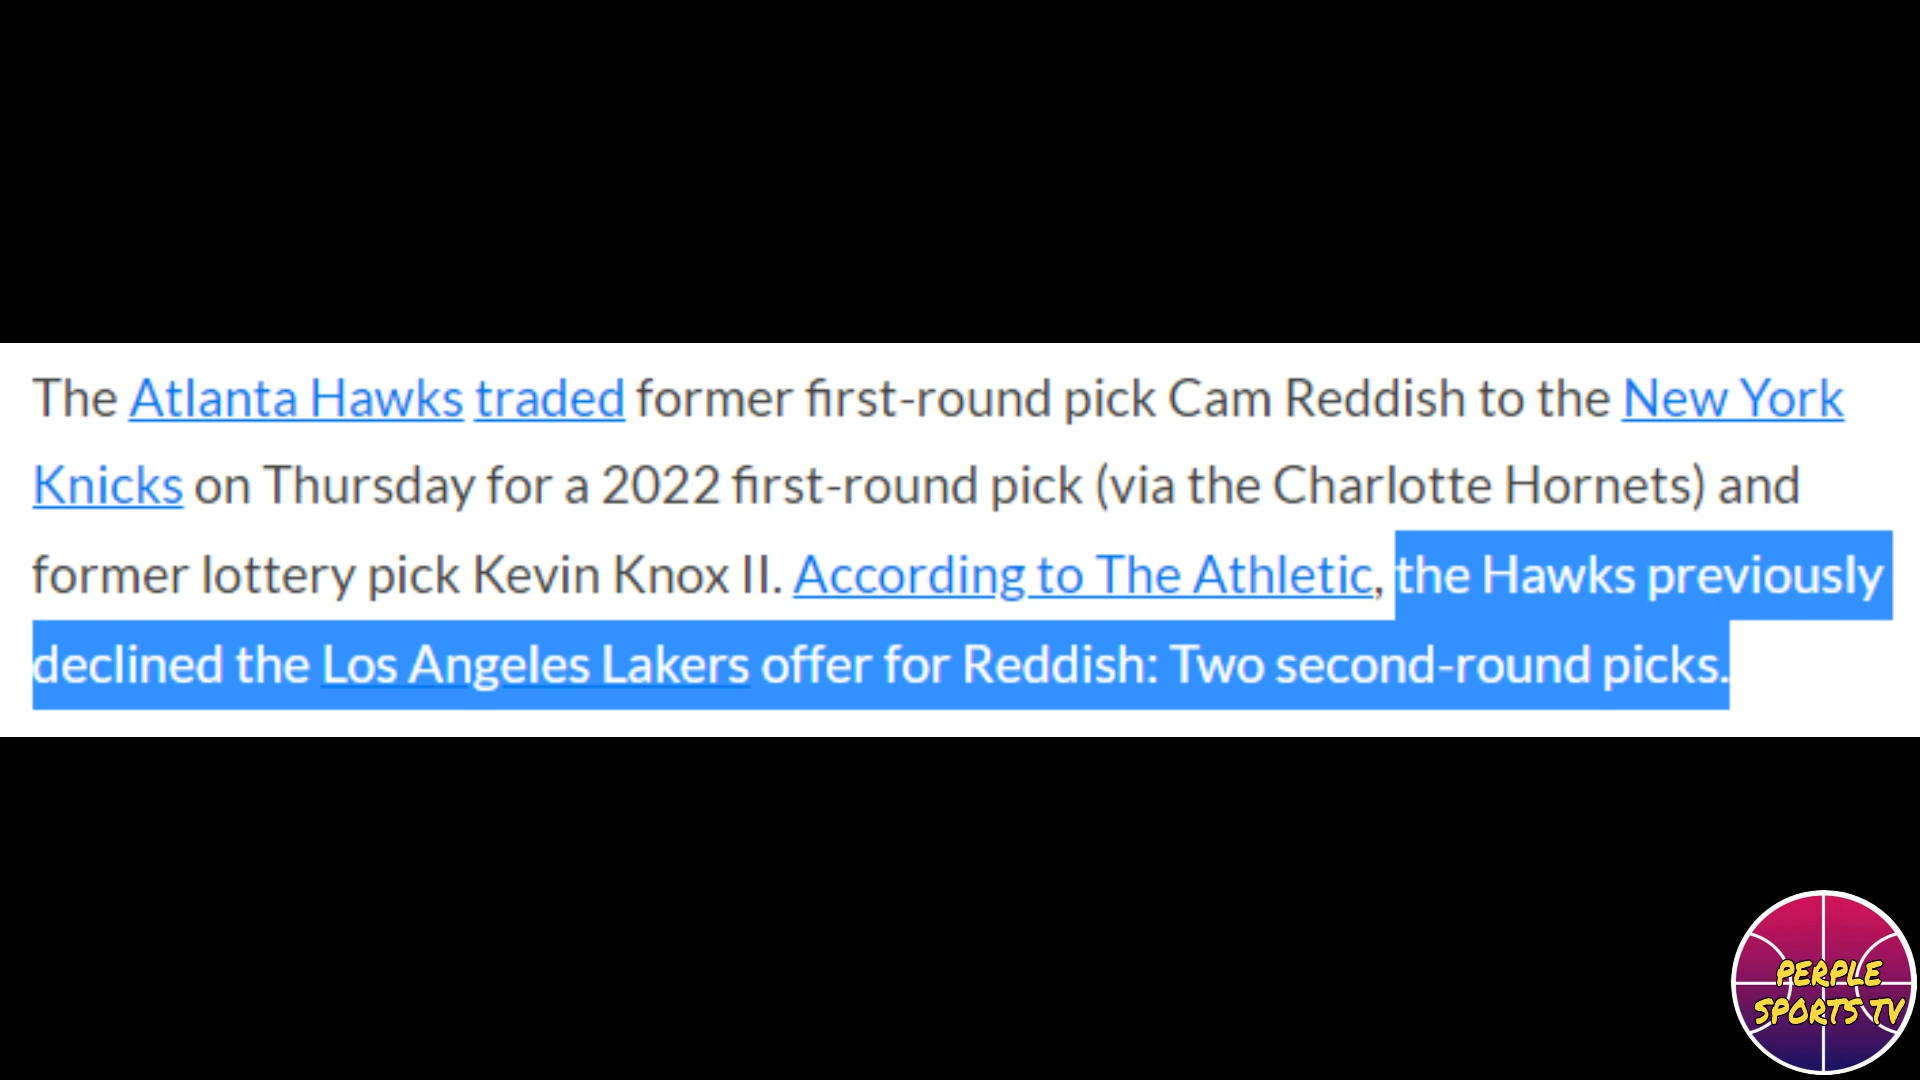 The Atlanta Hawks traded former first-round pick Cam Reddish to the New York
Knicks on Thursday for a 2022 first-round pick (via the Charlotte Hornets) and
former lottery pick Kevin Knox II. According to The Athletic, the Hawks previously
declined the Los Angeles Lakers offer for Reddish: Two second-round picks.
PERPLE
SPORTS TV